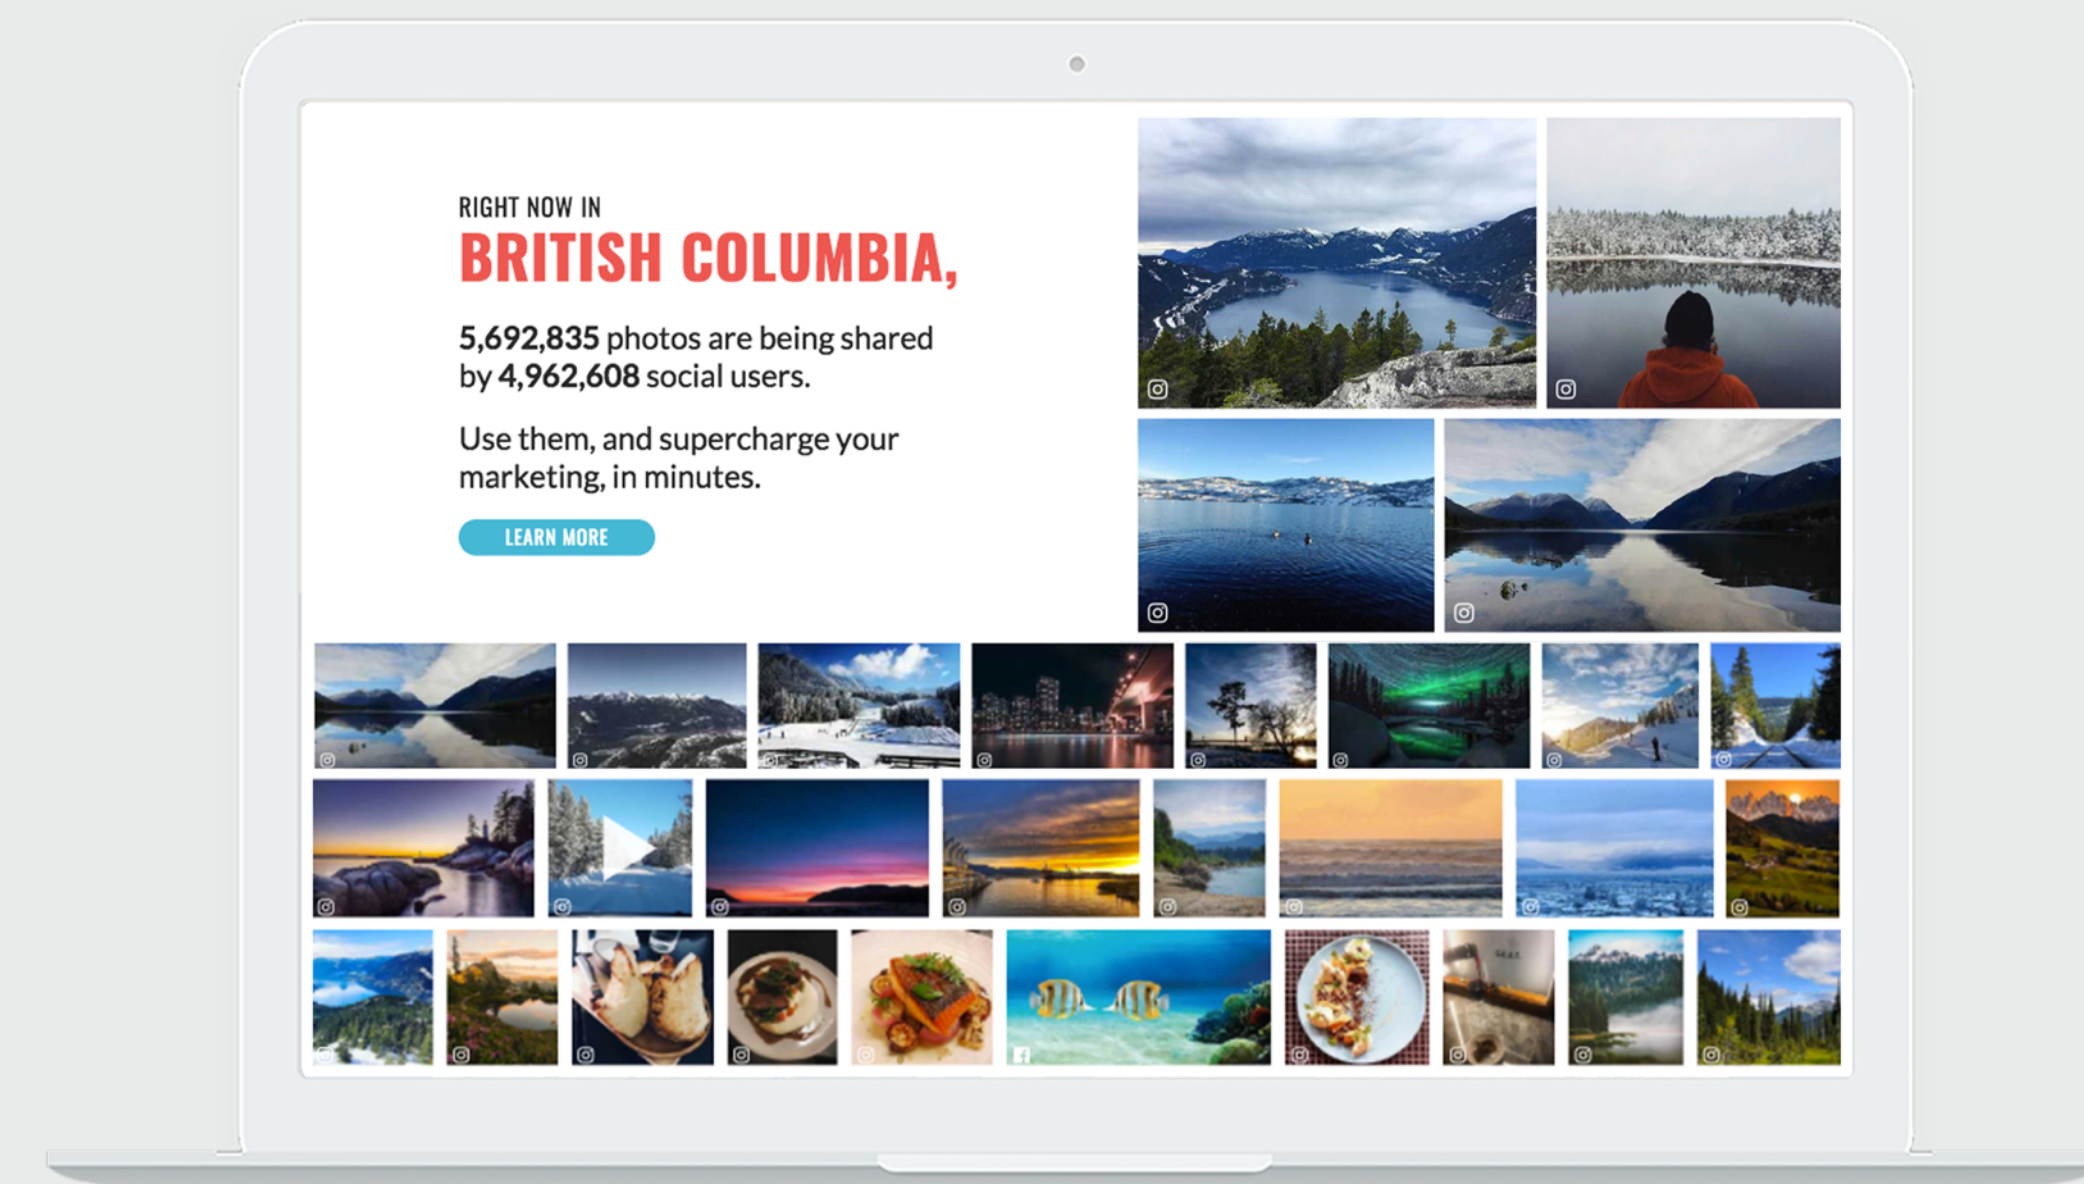 RIGHT NOW IN
BRITISH COLUMBIA,
5,692,835 photos are being shared
by 4,962,608 social users.
Use them, and supercharge your
marketing, in minutes.
LEARN MORE